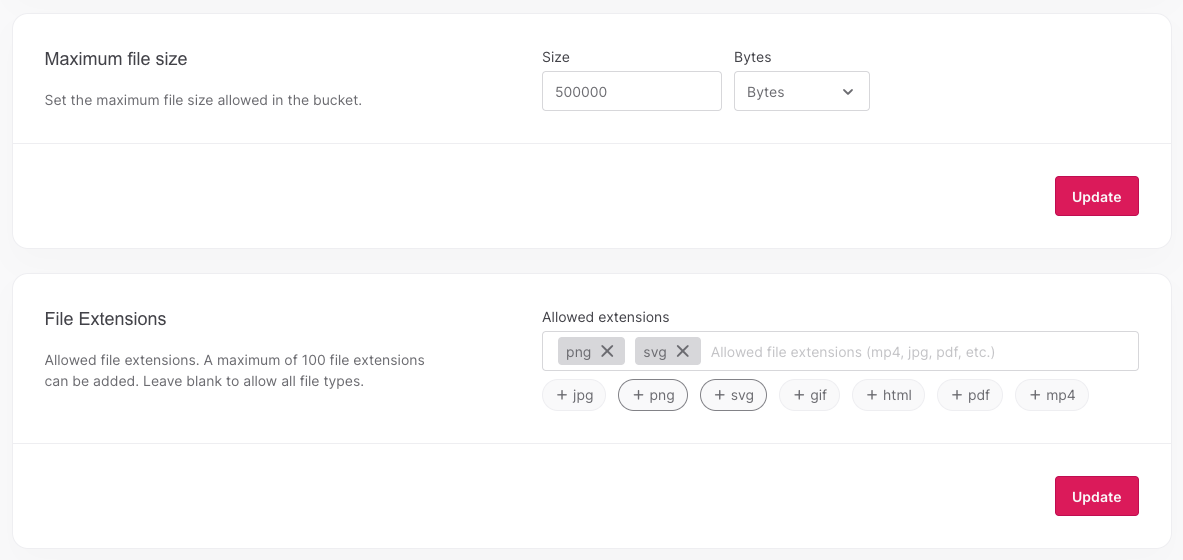 Maximum file size
Size
Bytes
Set the maximum file size allowed in the bucket.
500000
Bytes
Update
File Extensions
Allowed extensions
Allowed file extensions. A maximum of 100 file extensions
can be added. Leave blank to allow all file types.
png svg Allowed file extensions (mp4, jpg, pdf, etc.)
+ jpg + png + svg + gif + html + pdf + mp4
Update